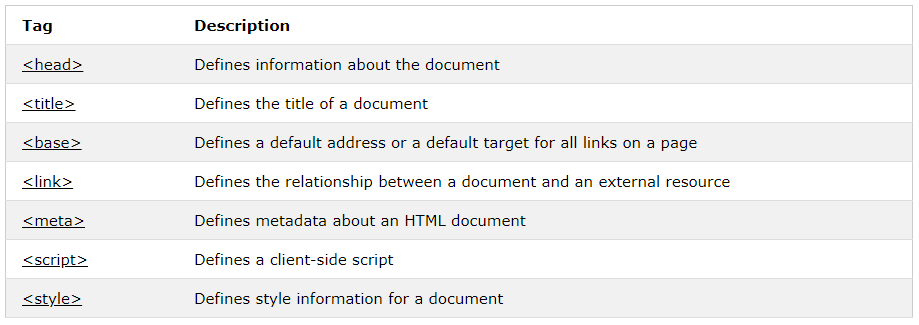 Tag Description
<head> Defines information about the document
<title> Defines the title of a document
<base> Defines a default address or a default target for all links on a page
<link> Defines the relationship between a document and an external resource
<meta> Defines metadata about an HTML document
<script> Defines a client-side script
<style> Defines style information for a document